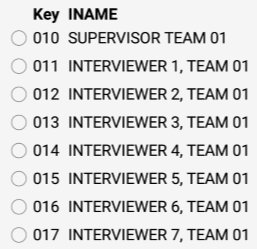 Key INAME
010 SUPERVISOR TEAM 01
011 INTERVIEWER 1, TEAM 01
012 INTERVIEWER 2, TEAM 01
013 INTERVIEWER 3, TEAM 01
014 INTERVIEWER 4, TEAM 01
015 INTERVIEWER 5, TEAM 01
016 INTERVIEWER 6, TEAM 01
017 INTERVIEWER 7, TEAM 01